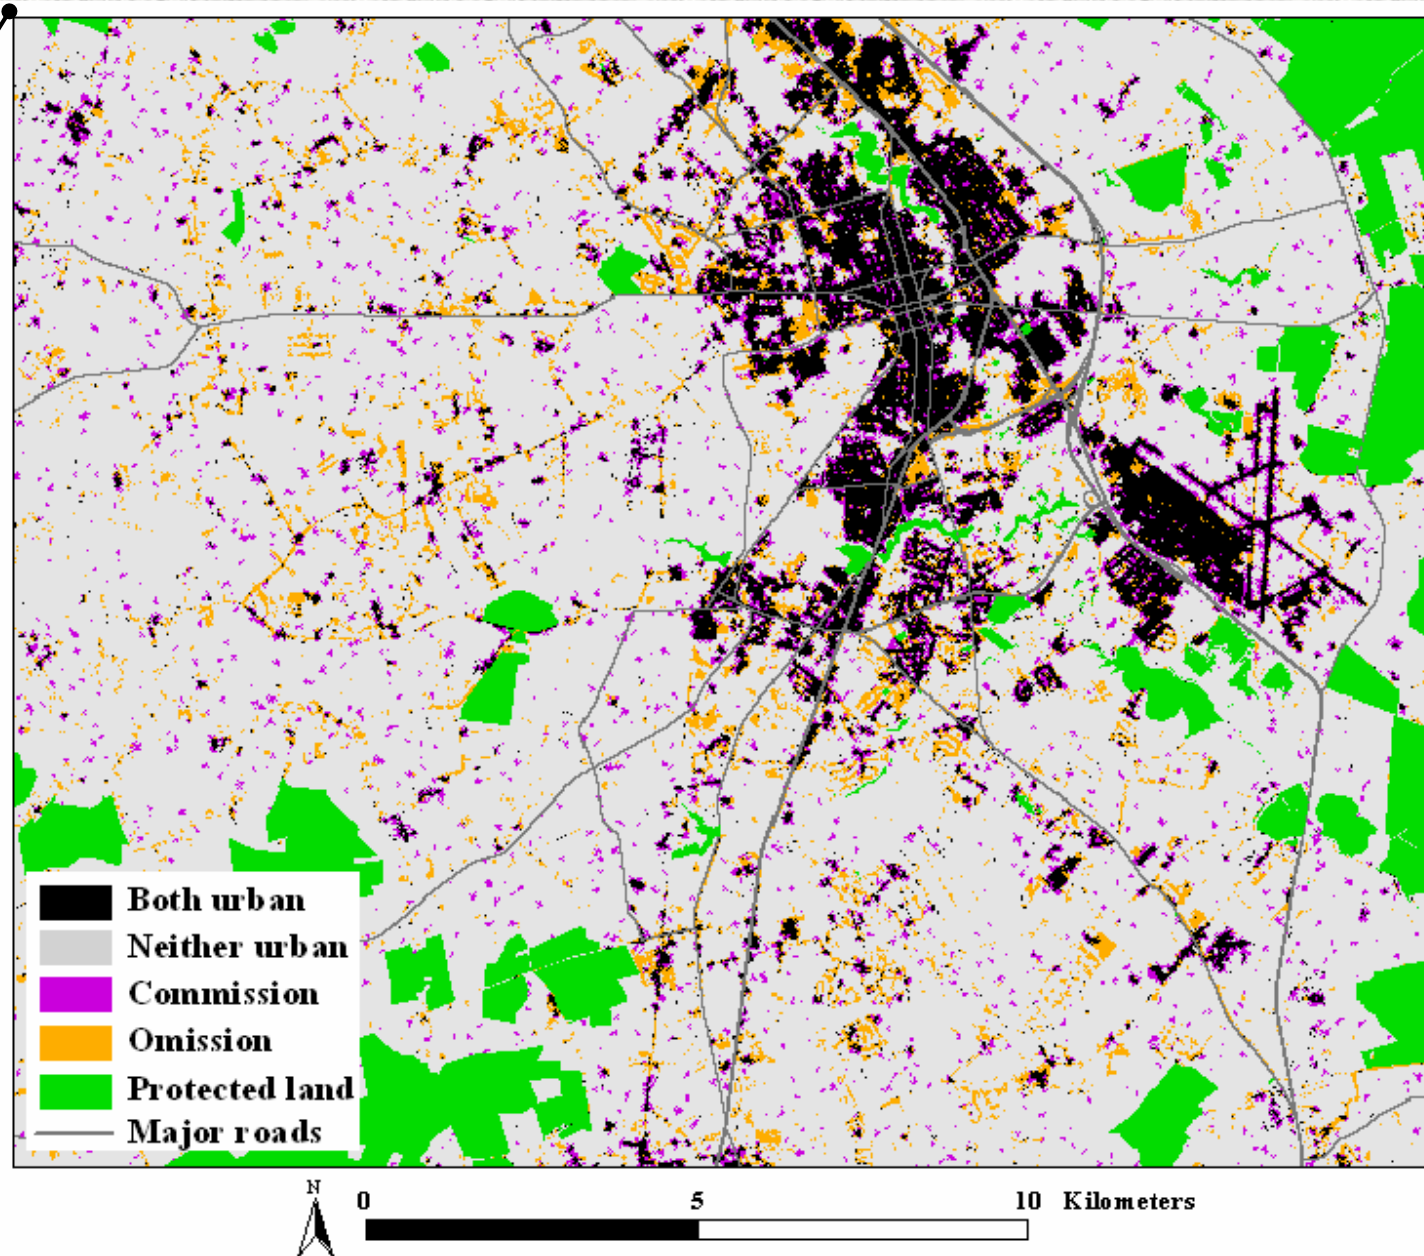 Both urban
Neither urban
Commission
Omission
Protected land
Major roads
N
0 5 10 Kilometers